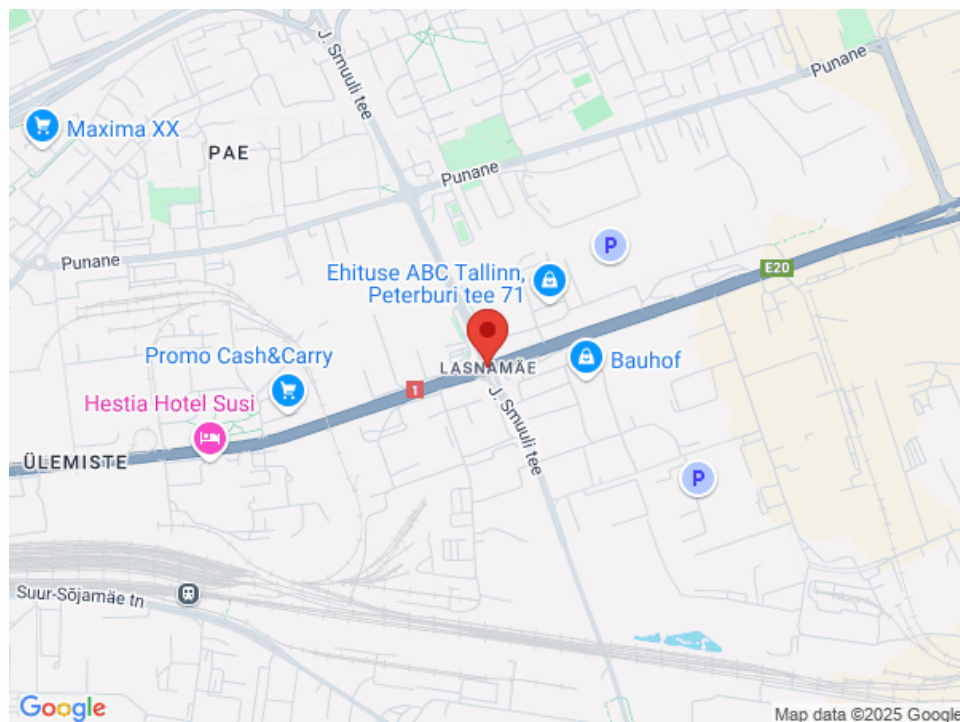 J. Smuuli tee
Punane
Maxima XX
PAE
Punane
Punane
P
E20
Ehituse ABC Tallinn,
Peterburi tee 71
Promo Cash&Carry
LASNAMÄE
Bauhof
1
Hestia Hotel Susi
J. Smuuli tee
ÜLEMISTE
P
Suur-Sõjamäe tn
Google
Map data ©2025 Google